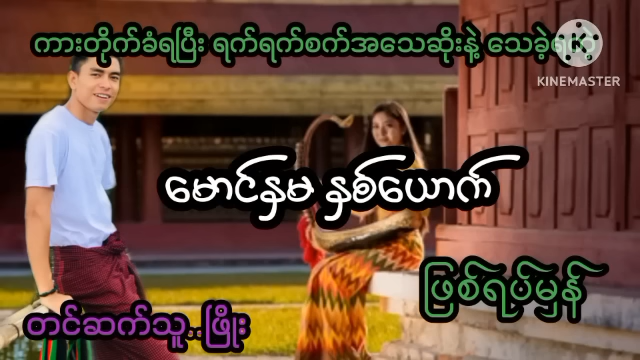 ကားတိုက်ခံရပြီး ရက်ရက်စက်အသေဆိုးနဲ့ သေခဲ့ရတဲ့
KINEMASTER
မောင်နှမ နှစ်ယောက်
ဖြစ်ရပ်မှန်
တင်ဆက်သူ..ဖြိုး